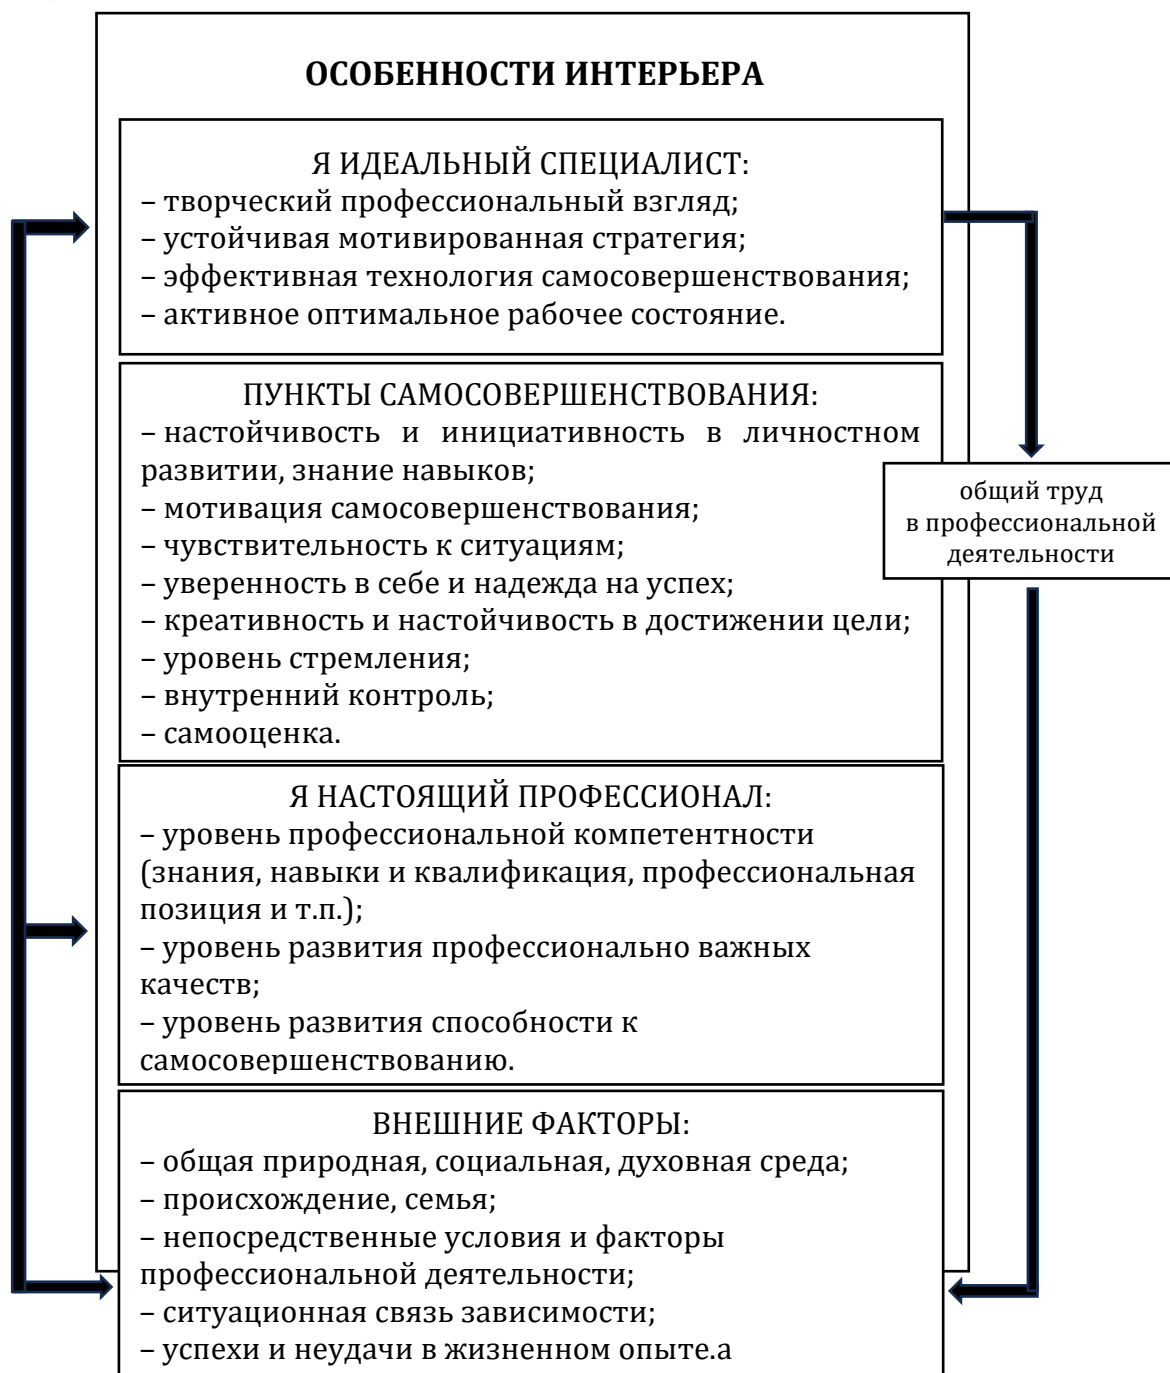 ОСОБЕННОСТИ ИНТЕРЬЕРА
Я ИДЕАЛЬНЫЙ СПЕЦИАЛИСТ:
– творческий профессиональный взгляд;
– устойчивая мотивированная стратегия;
– эффективная технология самосовершенствования;
– активное оптимальное рабочее состояние.
ПУНКТЫ САМОСОВЕРШЕНСТВОВАНИЯ:
– настойчивость и инициативность в личностном
развитии, знание навыков;
– мотивация самосовершенствования;
– чувствительность к ситуациям;
– уверенность в себе и надежда на успех;
– креативность и настойчивость в достижении цели;
– уровень стремления;
– внутренний контроль;
– самооценка.
общий труд
в профессиональной
деятельности
Я НАСТОЯЩИЙ ПРОФЕССИОНАЛ:
– уровень профессиональной компетентности
(знания, навыки и квалификация, профессиональная
позиция и т.п.);
– уровень развития профессионально важных
качеств;
– уровень развития способности к
самосовершенствованию.
ВНЕШНИЕ ФАКТОРЫ:
– общая природная, социальная, духовная среда;
– происхождение, семья;
– непосредственные условия и факторы
профессиональной деятельности;
– ситуационная связь зависимости;
– успехи и неудачи в жизненном опыте.а